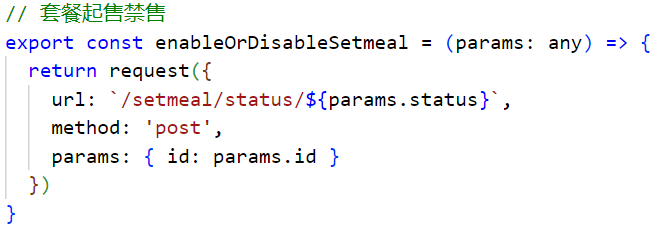 // 套餐起售禁售
export const enableOrDisableSetmeal = (params: any) => {
  return request({
    url: `/setmeal/status/${params.status}`,
    method: 'post',
    params: { id: params.id }
  })
}